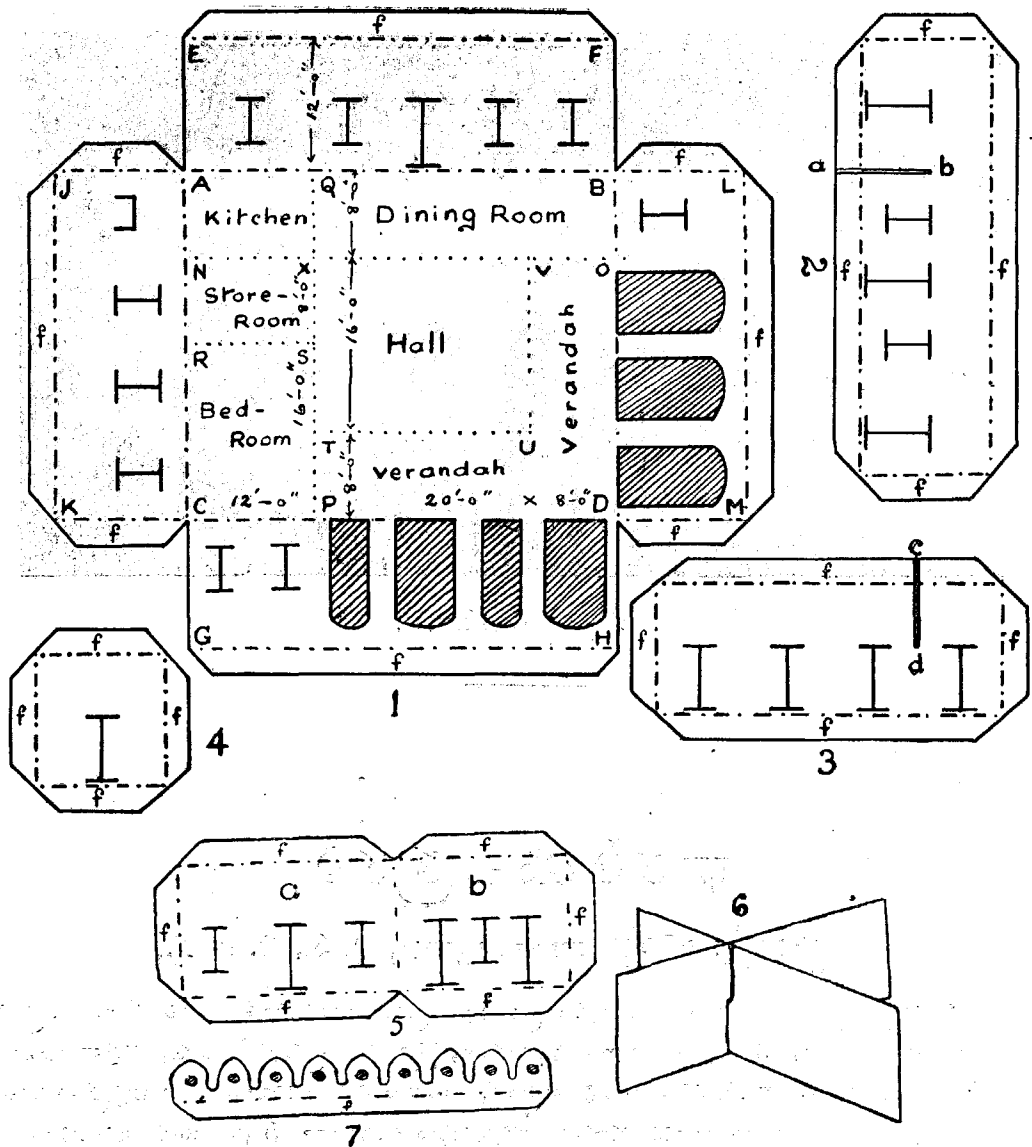 f
E
F
12'-0"
f
f
f
J
A
Q
B
L
8'-0"
Kitchen
Dining Room
a
b
N
X
V
O
2
f
f
Store-
Room
8'-0"
16'-0"
Hall
Verandah
f
f
R
S
Bed-
Room
16'-0"
T
U
8'-0"
verandah
K
C
12'-0"
P
20'-0" x 8'-0"
D
M
f
f
f
G
H
f
1
c
f
f
f
d
f
3
f
f
f
f
4
f
f
a
b
f
f
f
f
5
6
f
7